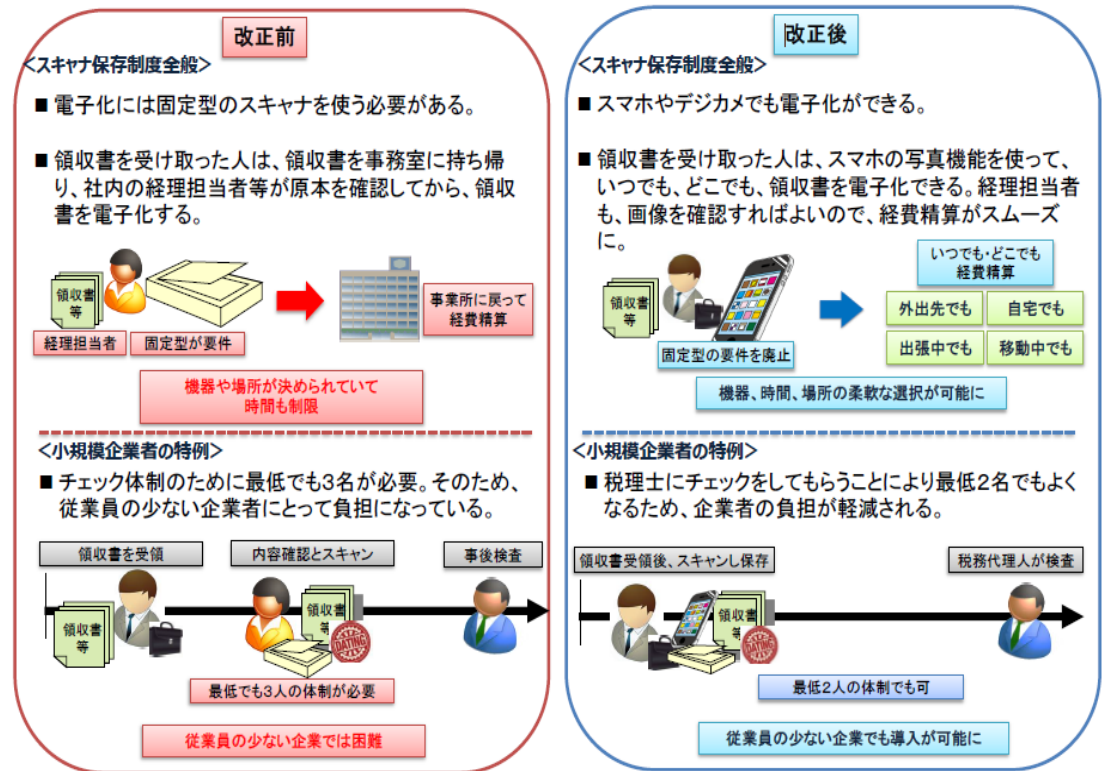 改正前
<スキャナ保存制度全般>
■ 電子化には固定型のスキャナを使う必要がある。
■ 領収書を受け取った人は、領収書を事務室に持ち帰
り、社内の経理担当者等が原本を確認してから、領収
書を電子化する。
領収書
等
経理担当者
固定型が要件
事業所に戻って
経費精算
機器や場所が決められていて
時間も制限
<小規模企業者の特例>
■ チェック体制のために最低でも3名が必要。そのため、
従業員の少ない企業者にとって負担になっている。
領収書を受領
内容確認とスキャン
事後検査
領収書
等
領収書
等
DATING
最低でも3人の体制が必要
従業員の少ない企業では困難
改正後
<スキャナ保存制度全般>
■ スマホやデジカメでも電子化ができる。
■ 領収書を受け取った人は、スマホの写真機能を使って、
いつでも、どこでも、領収書を電子化できる。経理担当者
も、画像を確認すればよいので、経費精算がスムーズ
に。
領収書
等
固定型の要件を廃止
いつでも・どこでも
経費精算
外出先でも
自宅でも
出張中でも
移動中でも
機器、時間、場所の柔軟な選択が可能に
<小規模企業者の特例>
■ 税理士にチェックをしてもらうことにより最低2名でもよく
なるため、企業者の負担が軽減される。
領収書受領後、スキャンし保存
税務代理人が検査
領収書
等
DATING
最低2人の体制でも可
従業員の少ない企業でも導入が可能に